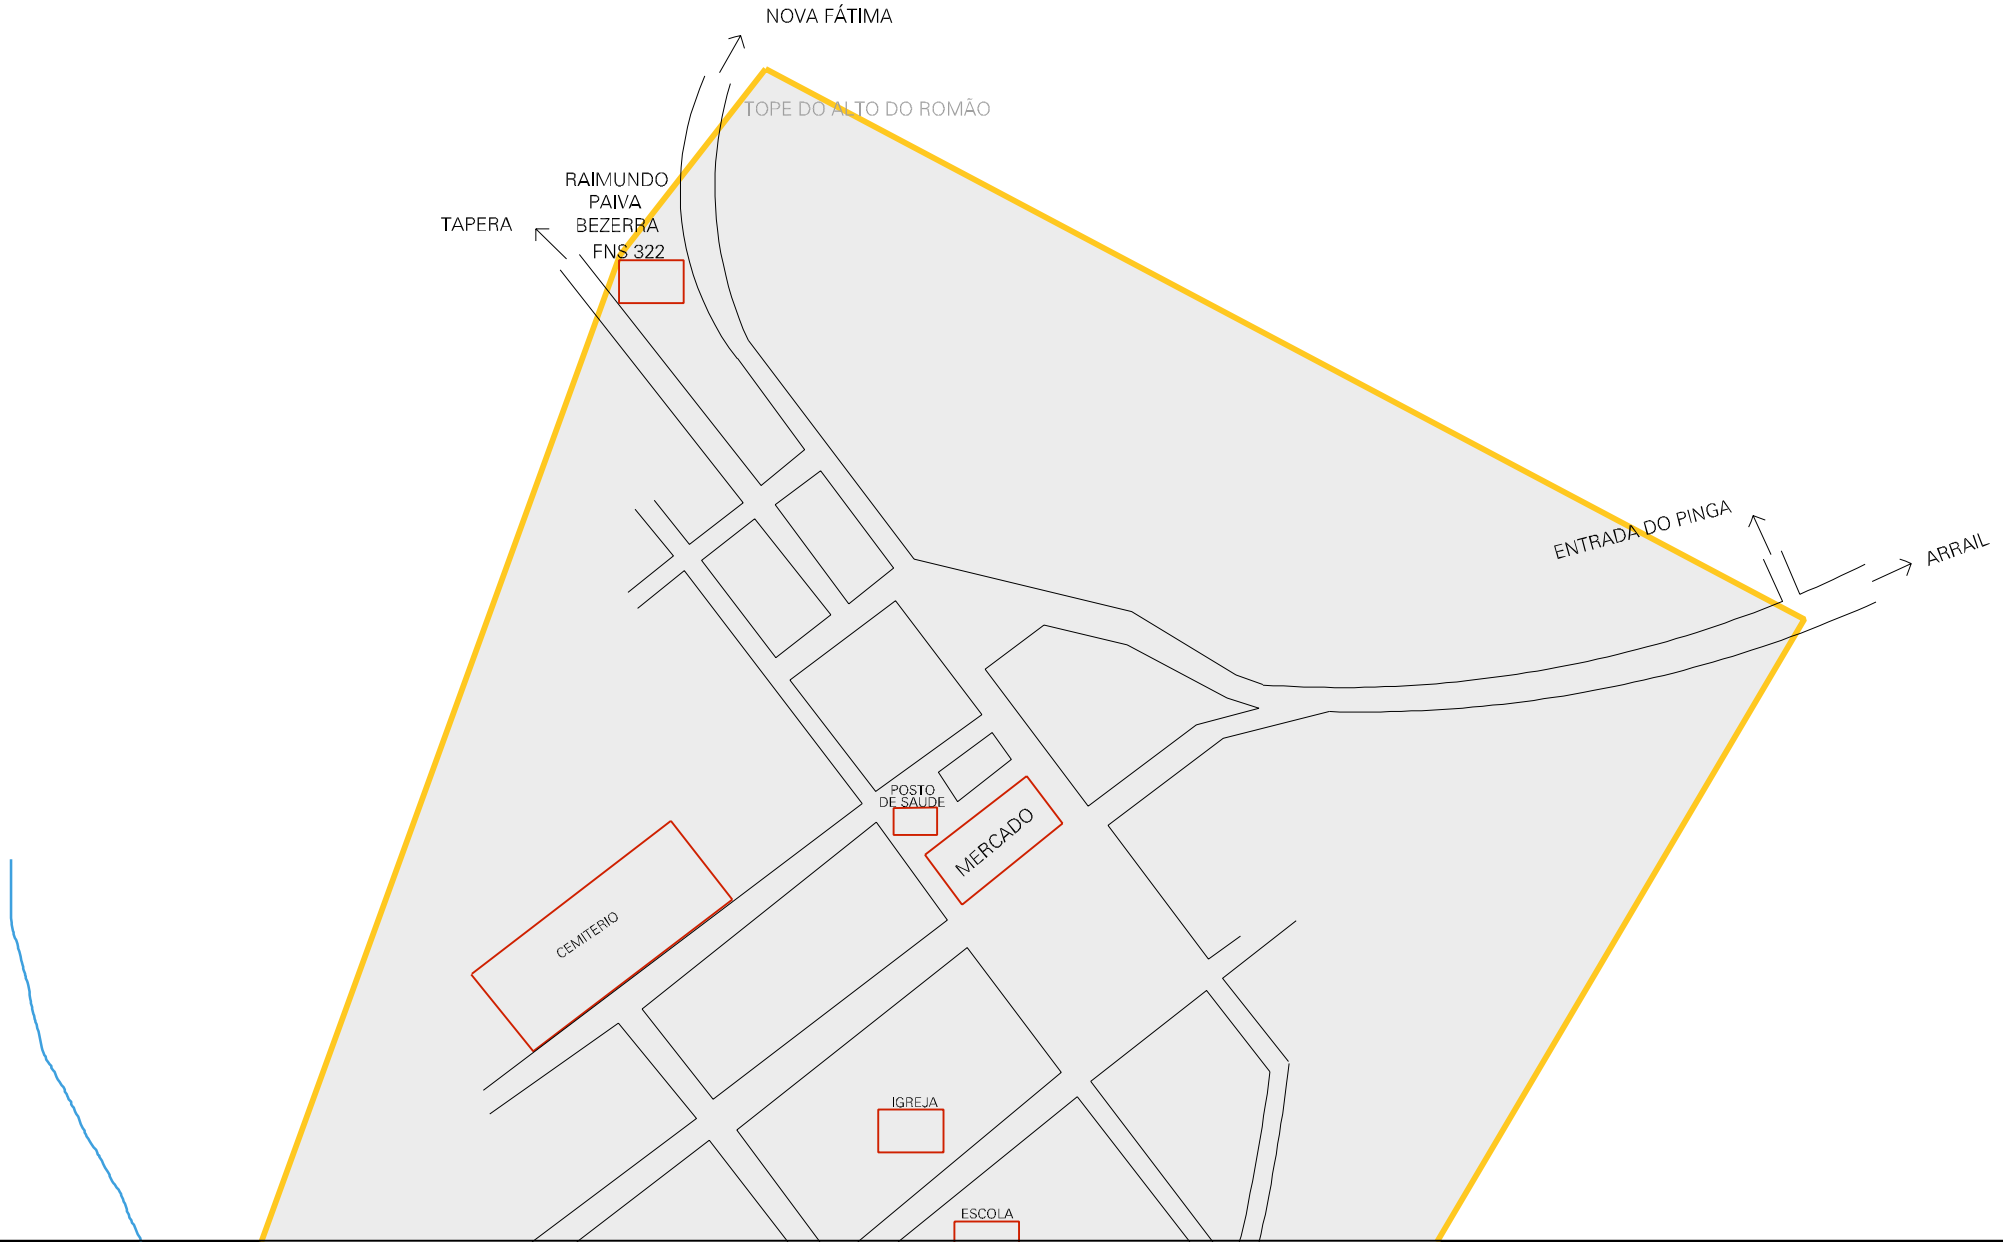 NOVA FÁTIMA
TOPE DO ALTO DO ROMÃO
RAIMUNDO
PAIVA
BEZERRA
FNS 322
TAPERA
ENTRADA DO PINGA
ARRAIL
POSTO
DE SAUDE
MERCADO
CEMITERIO
IGREJA
ESCOLA